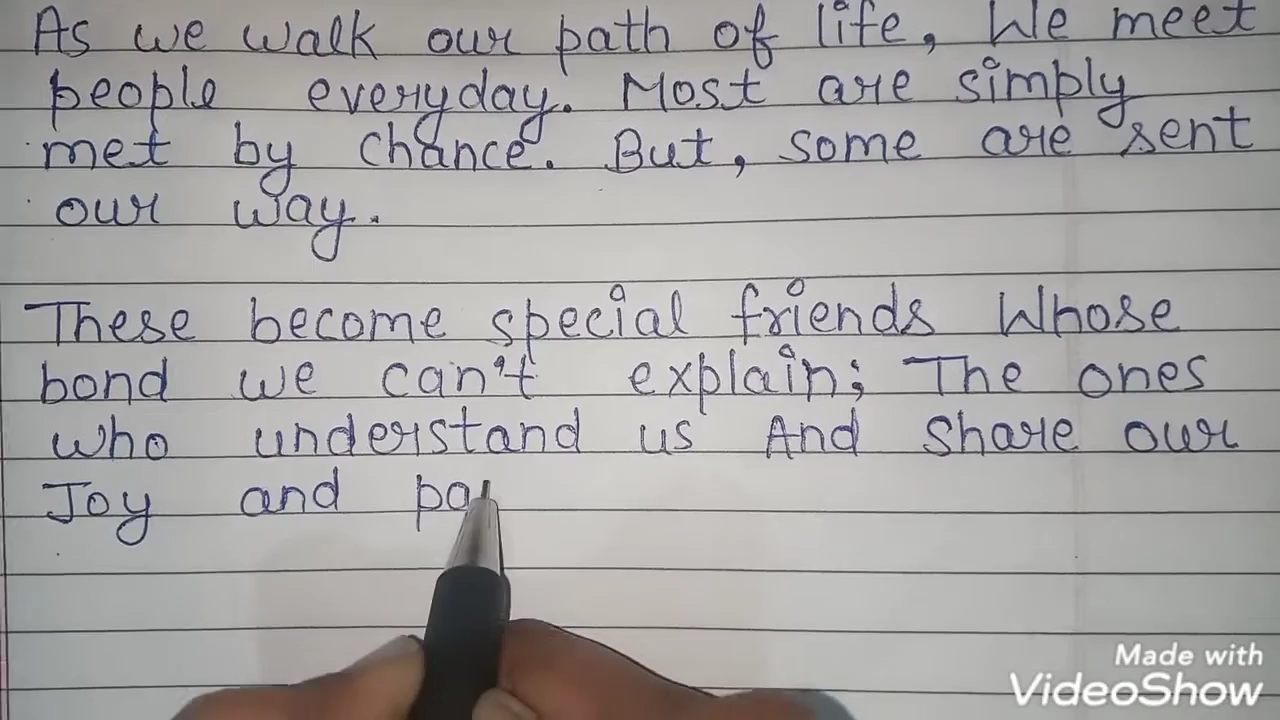 As we walk our path of life, We meet
people everyday. Most are simply
met by chance. But, some are sent
our way.
These become special friends Whose
bond we can't explain; The ones
who understand us And Share our
Joy and pa
Made with
VideoShow